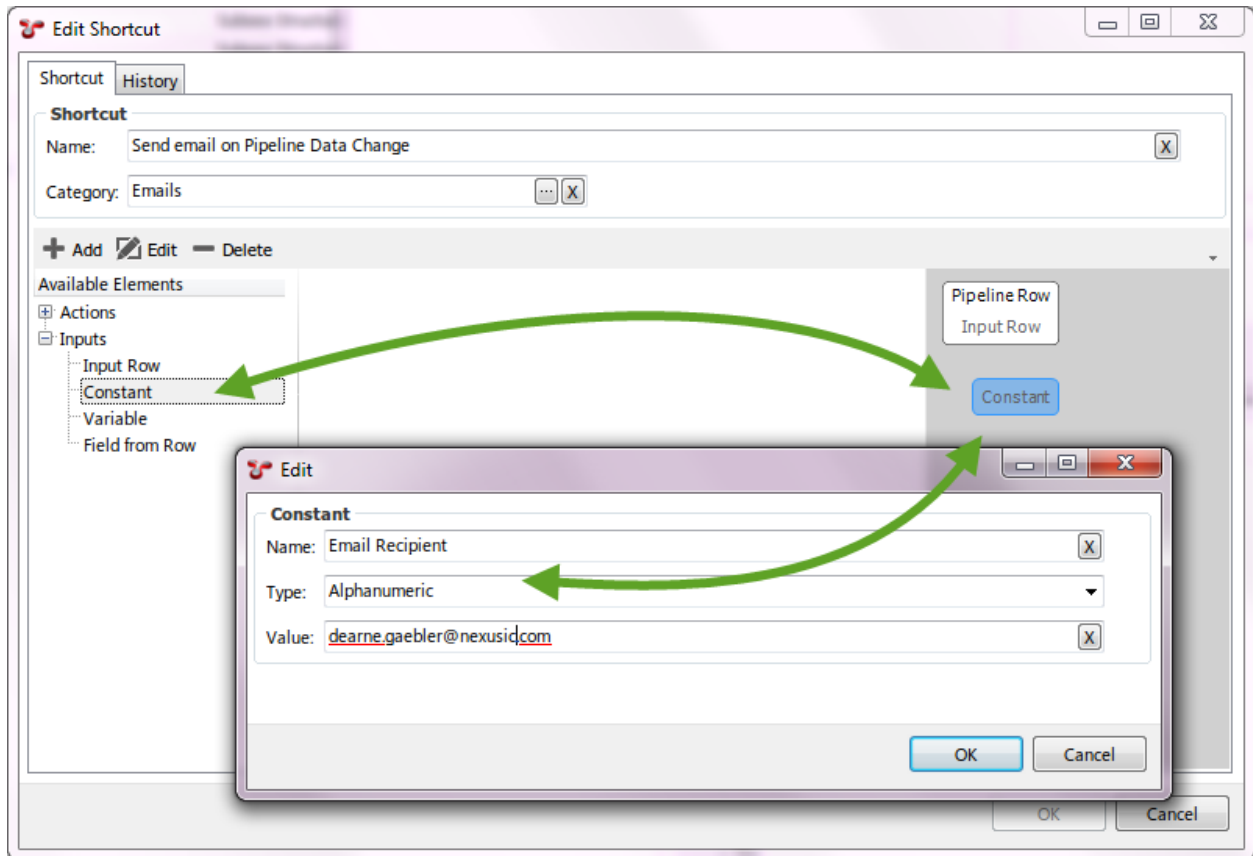 Edit Shortcut
Shortcut History
Shortcut
Name: Send email on Pipeline Data Change X
Category: Emails ... X
Add Edit Delete
Available Elements
Actions
Inputs
Input Row
Constant
Variable
Field from Row
Pipeline Row
Input Row
Constant
Edit
Constant
Name: Email Recipient X
Type: Alphanumeric
Value: dearne.gaebler@nexusic.com X
OK Cancel
OK Cancel